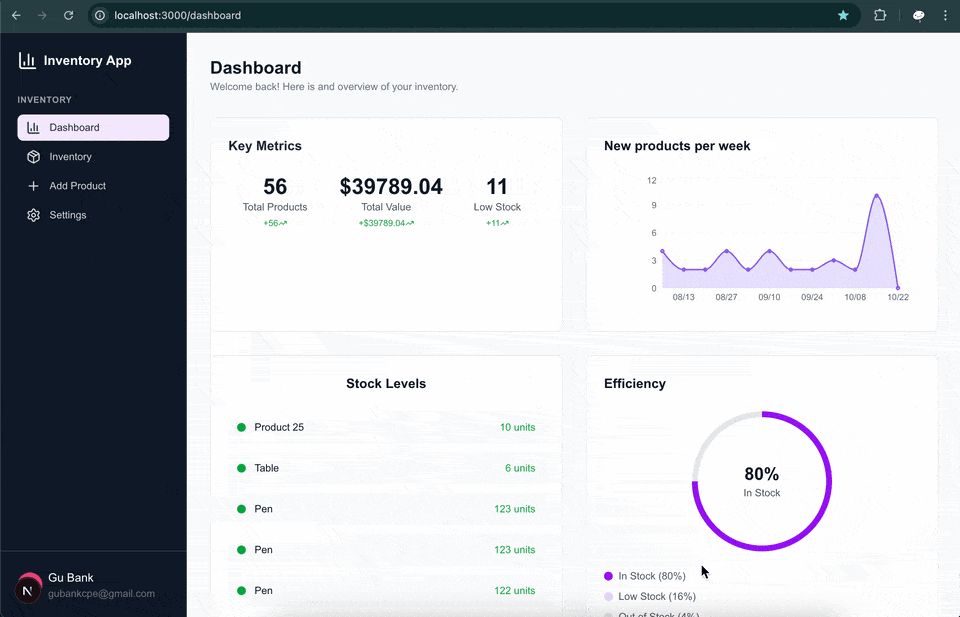 localhost:3000/dashboard
Inventory App
INVENTORY
Dashboard
Inventory
Add Product
Settings
N
Gu Bank
gubankcpe@gmail.com
Dashboard
Welcome back! Here is and overview of your inventory.
Key Metrics
56
Total Products
+56
$39789.04
Total Value
+$39789.04
11
Low Stock
+11
New products per week
12
9
6
3
0
08/13 08/27 09/10 09/24 10/08 10/22
Stock Levels
Product 25 10 units
Table 6 units
Pen 123 units
Pen 123 units
Pen 122 units
Efficiency
80%
In Stock
In Stock (80%)
Low Stock (16%)
Out of Stock (4%)